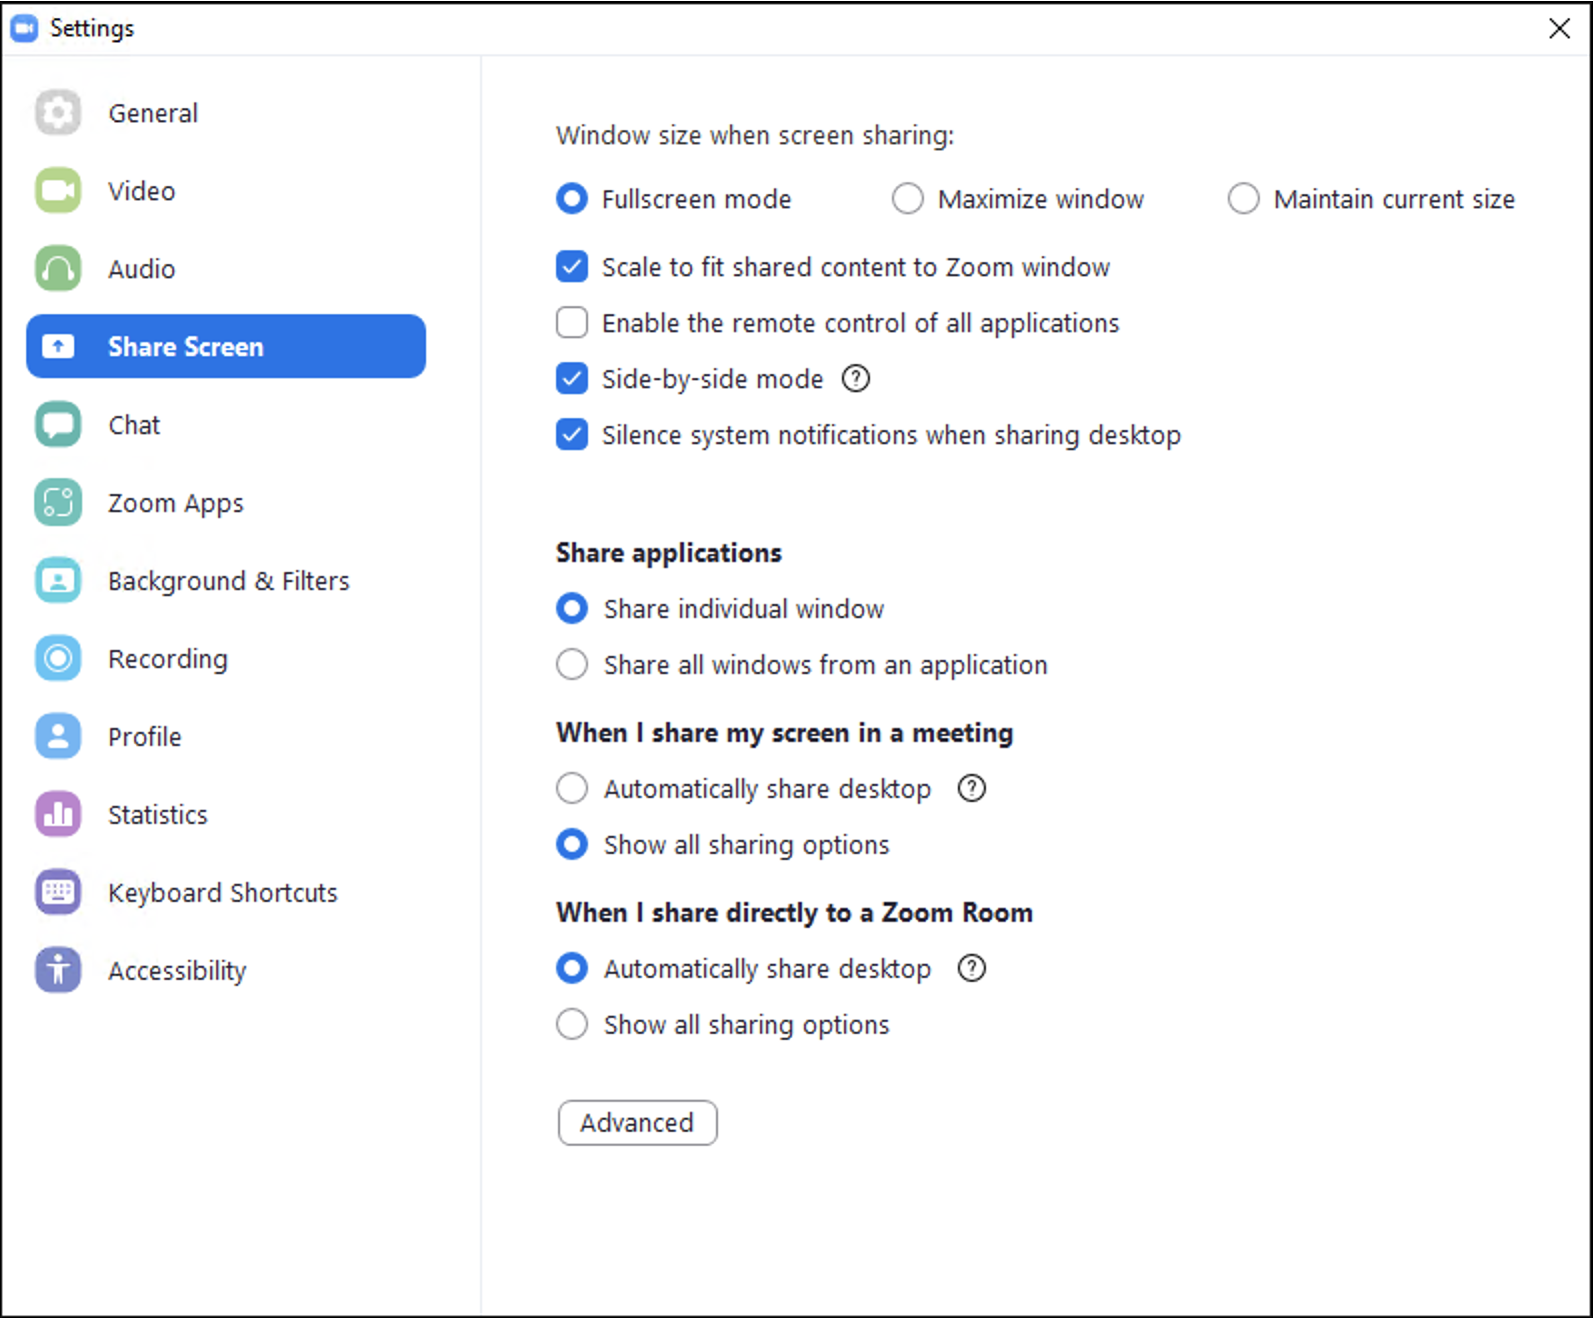 Settings
General
Video
Audio
Share Screen
Chat
Zoom Apps
Background & Filters
Recording
Profile
Statistics
Keyboard Shortcuts
Accessibility
Window size when screen sharing:
Fullscreen mode Maximize window Maintain current size
Scale to fit shared content to Zoom window
Enable the remote control of all applications
Side-by-side mode ?
Silence system notifications when sharing desktop
Share applications
Share individual window
Share all windows from an application
When I share my screen in a meeting
Automatically share desktop ?
Show all sharing options
When I share directly to a Zoom Room
Automatically share desktop ?
Show all sharing options
Advanced